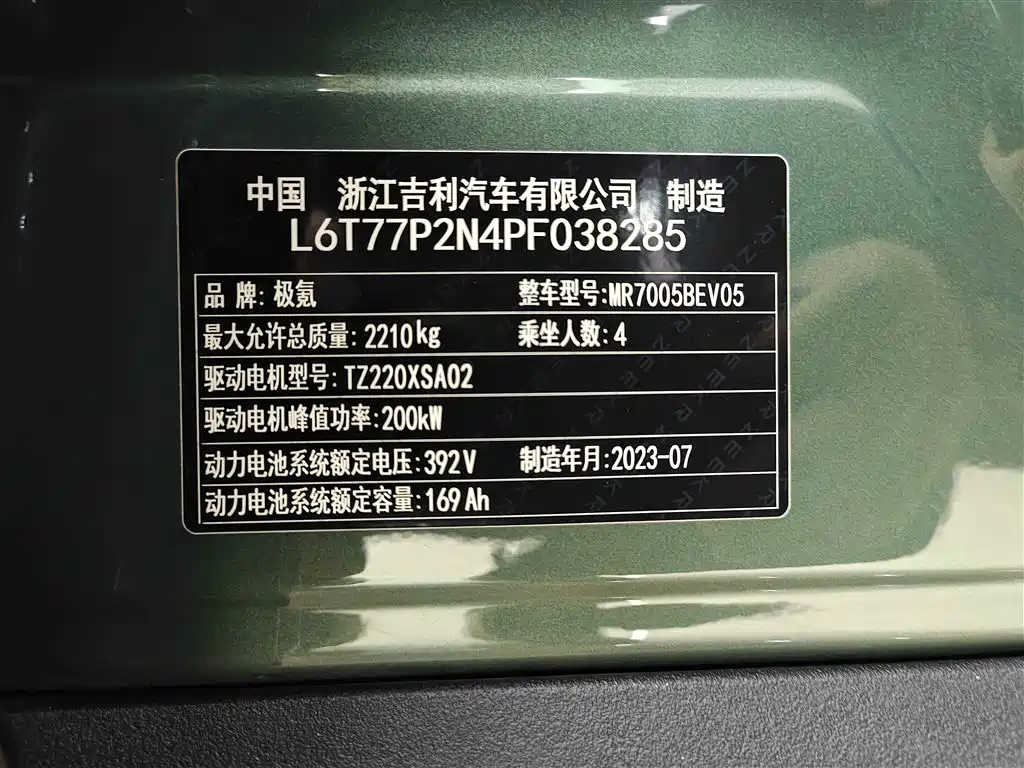 中国 浙江吉利汽车有限公司 制造
L6T77P2N4PF038285
品 牌: 极氪 整车型号:MR7005BEV05
最大允许总质量: 2210kg 乘坐人数: 4
驱动电机型号: TZ220XSA02
驱动电机峰值功率:200kW
动力电池系统额定电压:392V 制造年月:2023-07
动力电池系统额定容量:169Ah